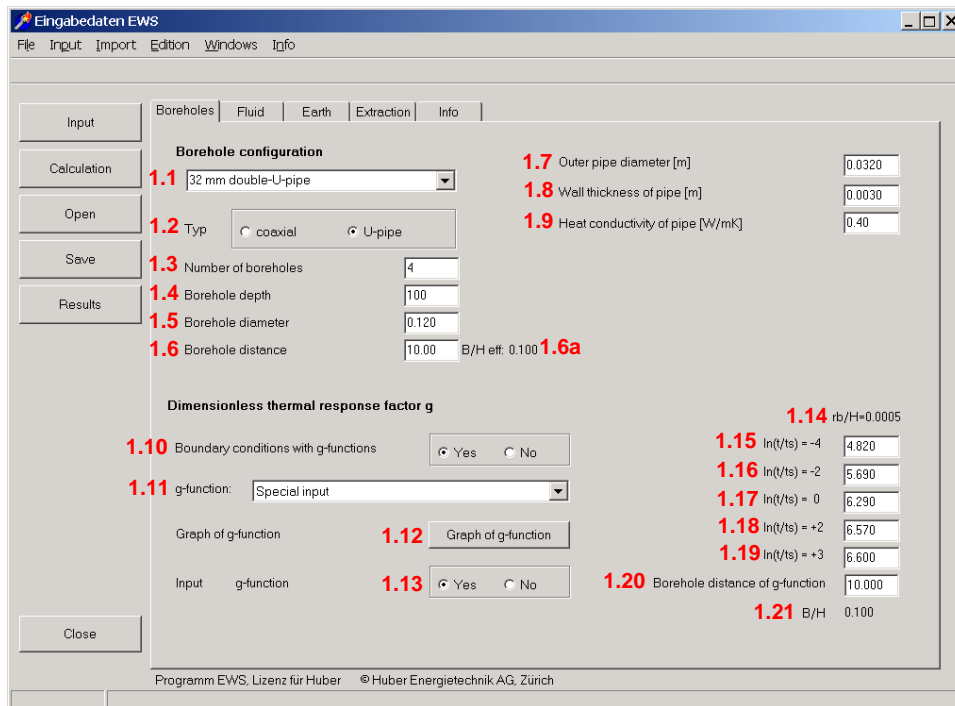 Eingabedaten EWS
File Input Import Edition Windows Info
Input
Calculation
Open
Save
Results
Close
Boreholes Fluid Earth Extraction Info
Borehole configuration
1.1 32 mm double-U-pipe
1.2 Typ coaxial U-pipe
1.3 Number of boreholes 4
1.4 Borehole depth 100
1.5 Borehole diameter 0.120
1.6 Borehole distance 10.00 B/H eff: 0.100 1.6a
1.7 Outer pipe diameter [m] 0.0320
1.8 Wall thickness of pipe [m] 0.0030
1.9 Heat conductivity of pipe [W/mK] 0.40
Dimensionless thermal response factor g
1.10 Boundary conditions with g-functions Yes No
1.11 g-function: Special input
Graph of g-function 1.12 Graph of g-function
Input g-function 1.13 Yes No
1.14 rb/H=0.0005
1.15 ln(t/ts) = -4 4.820
1.16 ln(t/ts) = -2 5.690
1.17 ln(t/ts) = 0 6.290
1.18 ln(t/ts) = +2 6.570
1.19 ln(t/ts) = +3 6.600
1.20 Borehole distance of g-function 10.000
1.21 B/H 0.100
Programm EWS, Lizenz für Huber © Huber Energietechnik AG, Zürich